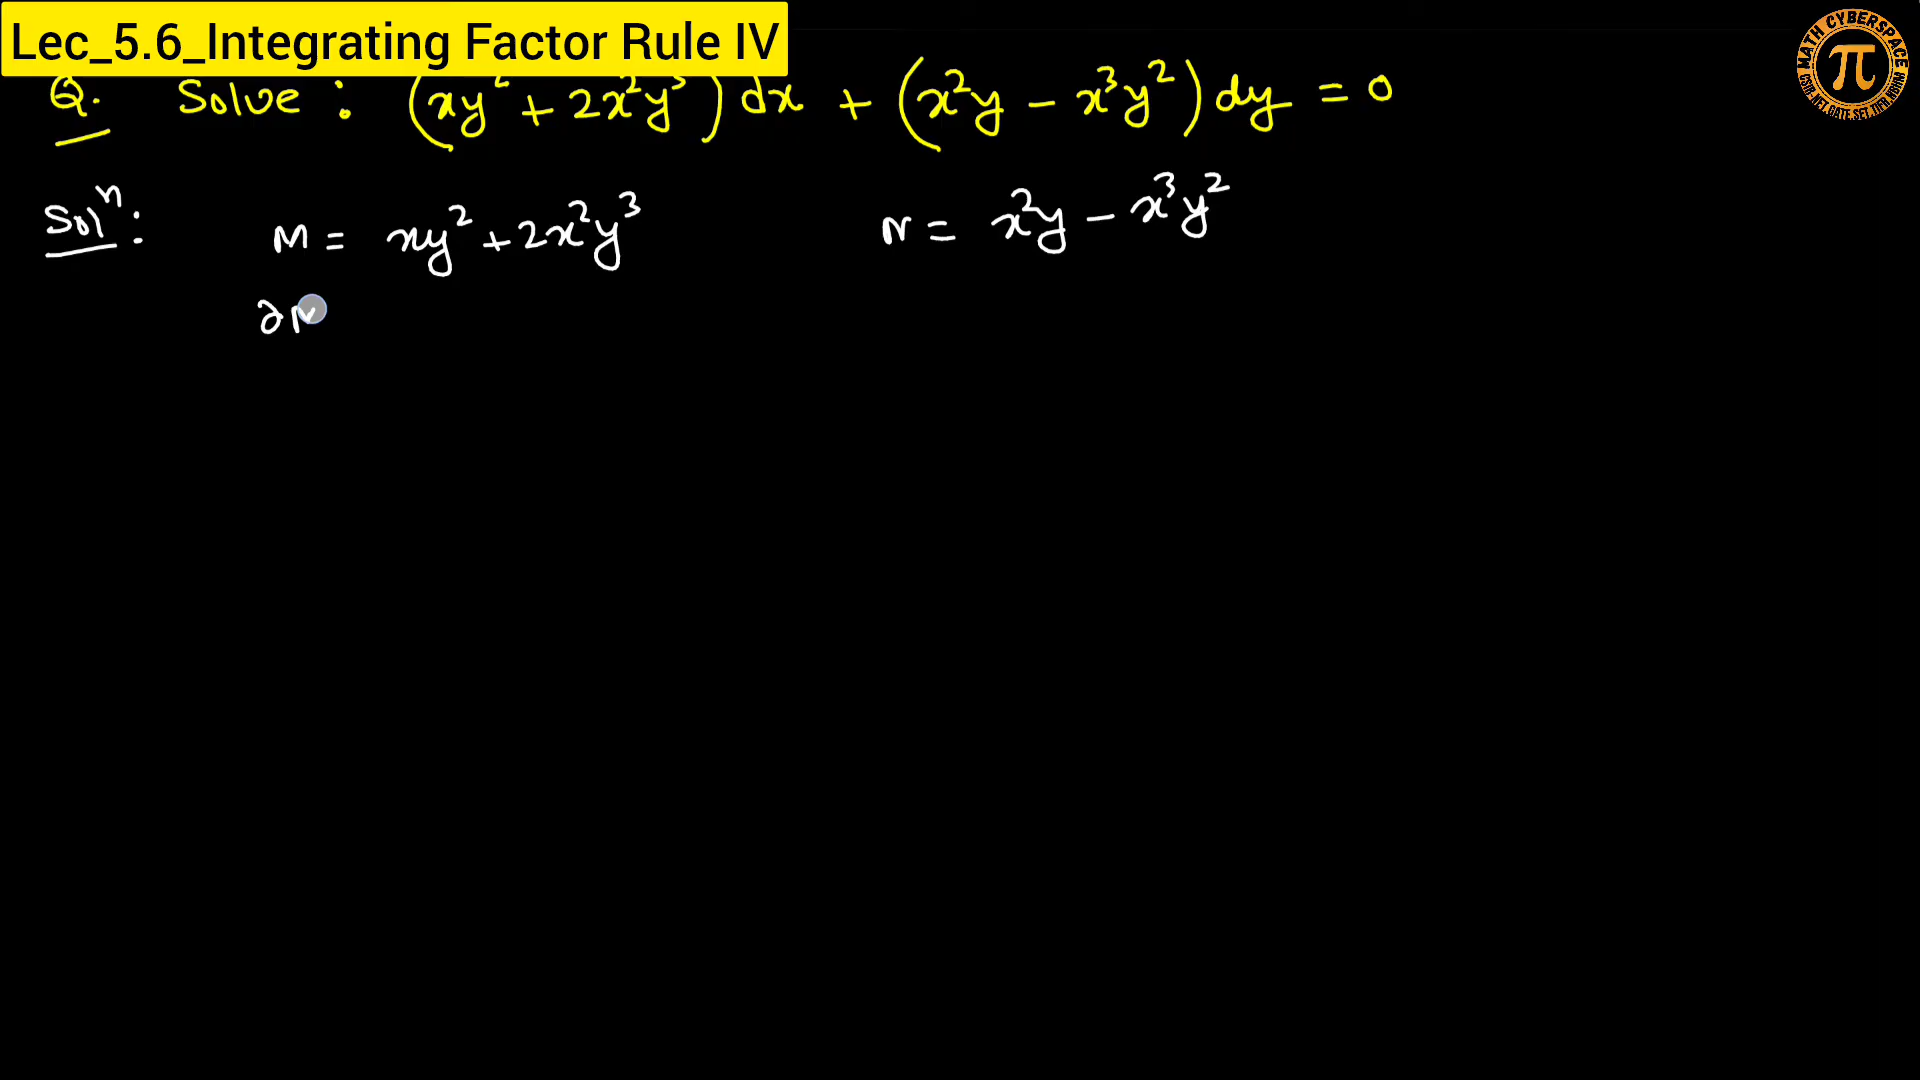 Lec_5.6_Integrating Factor Rule IV
MATH CYBERSPACE
π
Q. Solve : (xy² + 2x²y³) dx + (x²y − x³y²) dy = 0
Solⁿ: M = xy² + 2x²y³ N = x²y − x³y²
∂M